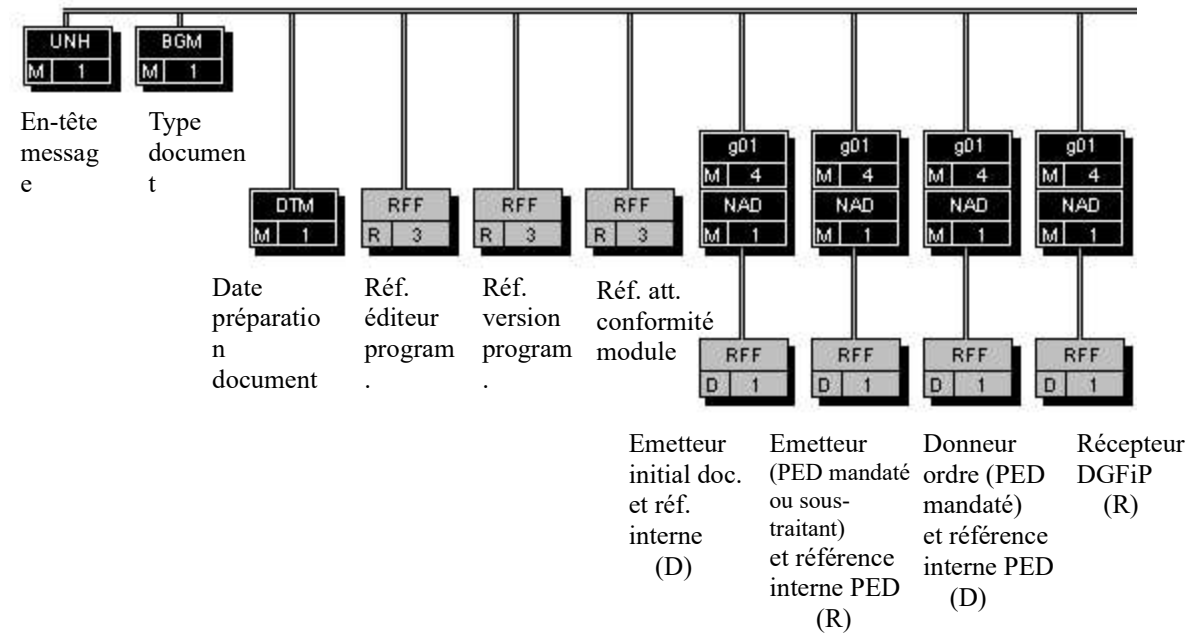 UNH
M 1
BGM
M 1
En-tête
messag
e
Type
documen
t
DTM
M 1
RFF
R 3
RFF
R 3
RFF
R 3
g01
M 4
NAD
M 1
g01
M 4
NAD
M 1
g01
M 4
NAD
M 1
g01
M 4
NAD
M 1
Date
préparatio
n
document
Réf.
éditeur
program
.
Réf.
version
program
.
Réf. att.
conformité
module
RFF
D 1
RFF
D 1
RFF
D 1
RFF
D 1
Emetteur
initial doc.
et réf.
interne
(D)
Emetteur
(PED mandaté
ou sous-
traitant)
et référence
interne PED
(R)
Donneur
ordre (PED
mandaté)
et référence
interne PED
(D)
Récepteur
DGFiP
(R)